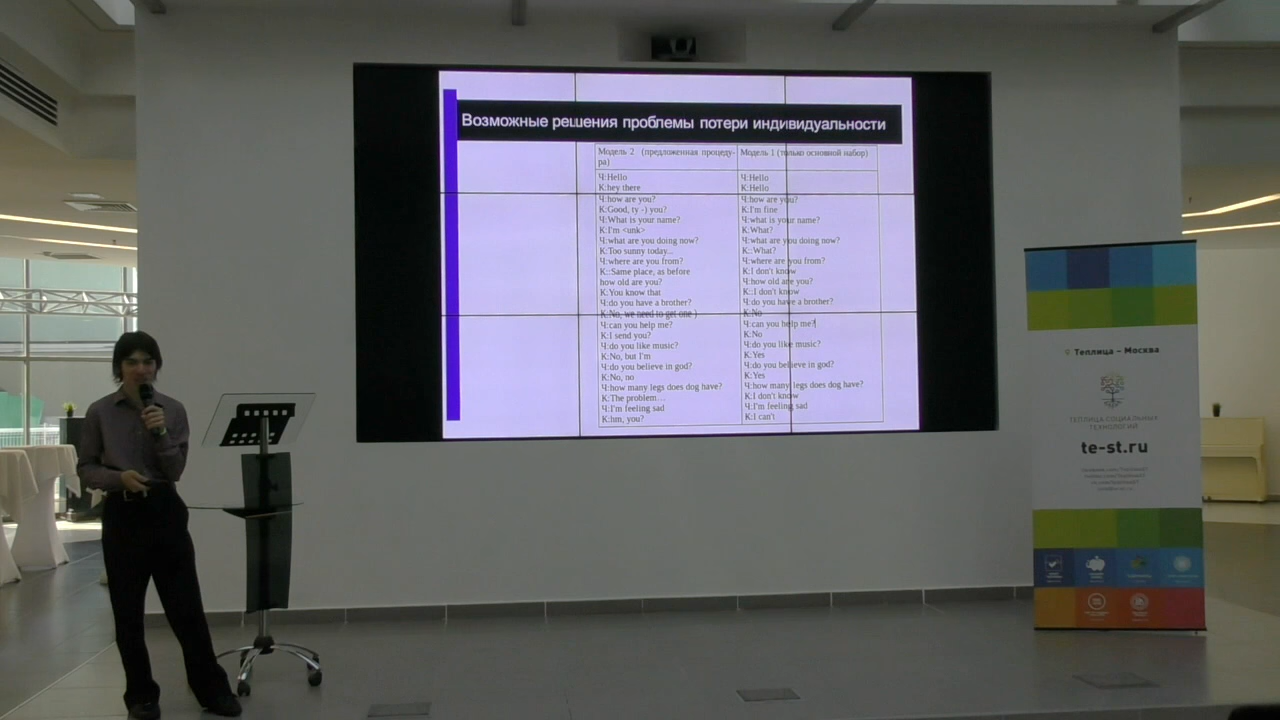 Возможные решения проблемы потери индивидуальности
Модель 2 (предложенная процеду-
ра)
Ч:Hello
К:hey there
Ч:how are you?
К:Good, ty -) you?
Ч:What is your name?
К:I'm <unk>
Ч:what are you doing now?
К:Too sunny today...
Ч:where are you from?
К::Same place, as before
how old are you?
К:You know that
Ч:do you have a brother?
К:No, we need to get one )
Ч:can you help me?
К:I send you?
Ч:do you like music?
К:No, but I'm
Ч:do you believe in god?
К:No, no
Ч:how many legs does dog have?
К:The problem…
Ч:I'm feeling sad
К:hm, you?
Модель 1 (только основной набор)
Ч:Hello
К:Hello
Ч:how are you?
К:I'm fine
Ч:what is your name?
К:What?
Ч:what are you doing now?
К::What?
Ч:where are you from?
К:I don't know
Ч:how old are you?
К::I don't know
Ч:do you have a brother?
К:No
Ч:can you help me?
К:No
Ч:do you like music?
К:Yes
Ч:do you believe in god?
К:Yes
Ч:how many legs does dog have?
К:I don't know
Ч:I'm feeling sad
К:I can't
Теплица – Москва
ТЕПЛИЦА СОЦИАЛЬНЫХ
ТЕХНОЛОГИЙ
te-st.ru